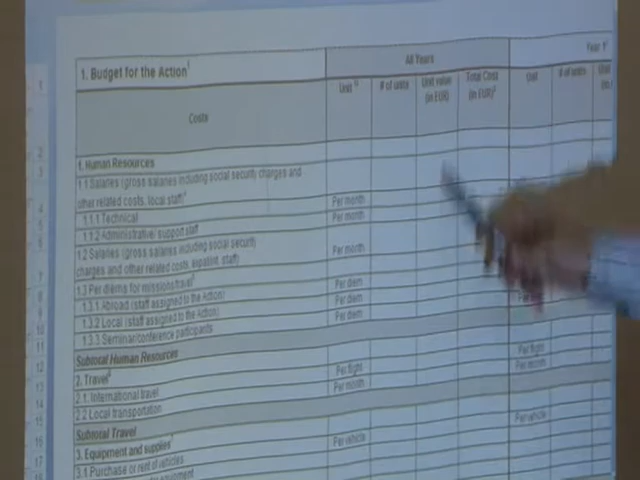 1. Budget for the Action¹
All Years
Year 1
Costs
Unit
# of units
Unit value (in EUR)
Total Cost (in EUR)
Unit
# of units
1. Human Resources
1.1 Salaries (gross salaries including social security charges and
other related costs, local staff)
1.1.1 Technical
Per month
1.1.2 Administrative/ support staff
Per month
1.2 Salaries (gross salaries including social security
charges and other related costs, expat/int. staff)
Per month
1.3 Per diems for missions/travel
1.3.1 Abroad (staff assigned to the Action)
Per diem
1.3.2 Local (staff assigned to the Action)
Per diem
1.3.3 Seminar/conference participants
Per diem
Subtotal Human Resources
2. Travel
2.1. International travel
Per flight
Per flight
2.2 Local transportation
Per month
Per month
Subtotal Travel
3. Equipment and supplies
3.1 Purchase or rent of vehicles
Per vehicle
Per vehicle